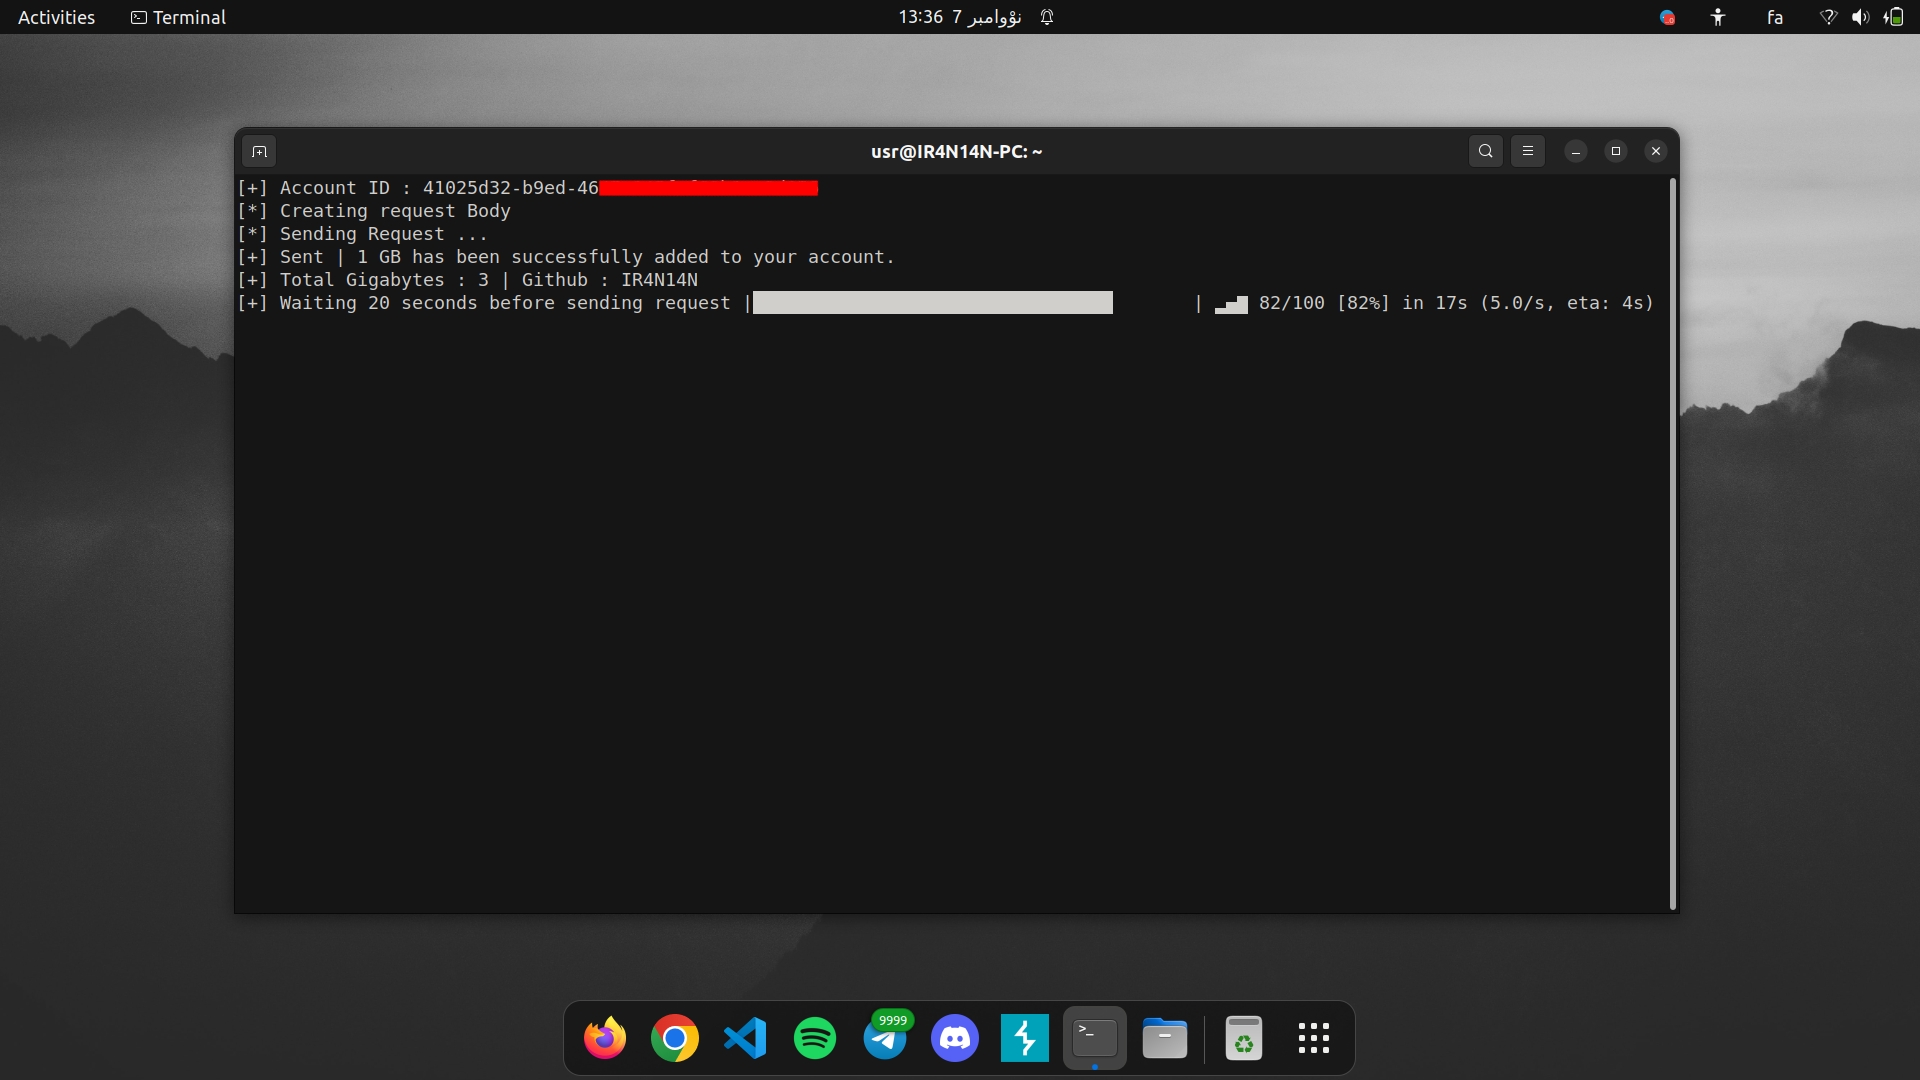 Activities Terminal 13:36 7 نوْوامبر fa
usr@IR4N14N-PC: ~
[+] Account ID : 41025d32-b9ed-46
[*] Creating request Body
[*] Sending Request ...
[+] Sent | 1 GB has been successfully added to your account.
[+] Total Gigabytes : 3 | Github : IR4N14N
[+] Waiting 20 seconds before sending request | | 82/100 [82%] in 17s (5.0/s, eta: 4s)
9999
>_